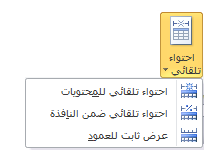 احتواء
تلقائي
احتواء تلقائي للمحتويات
احتواء تلقائي ضمن النافذة
عرض ثابت للعمود